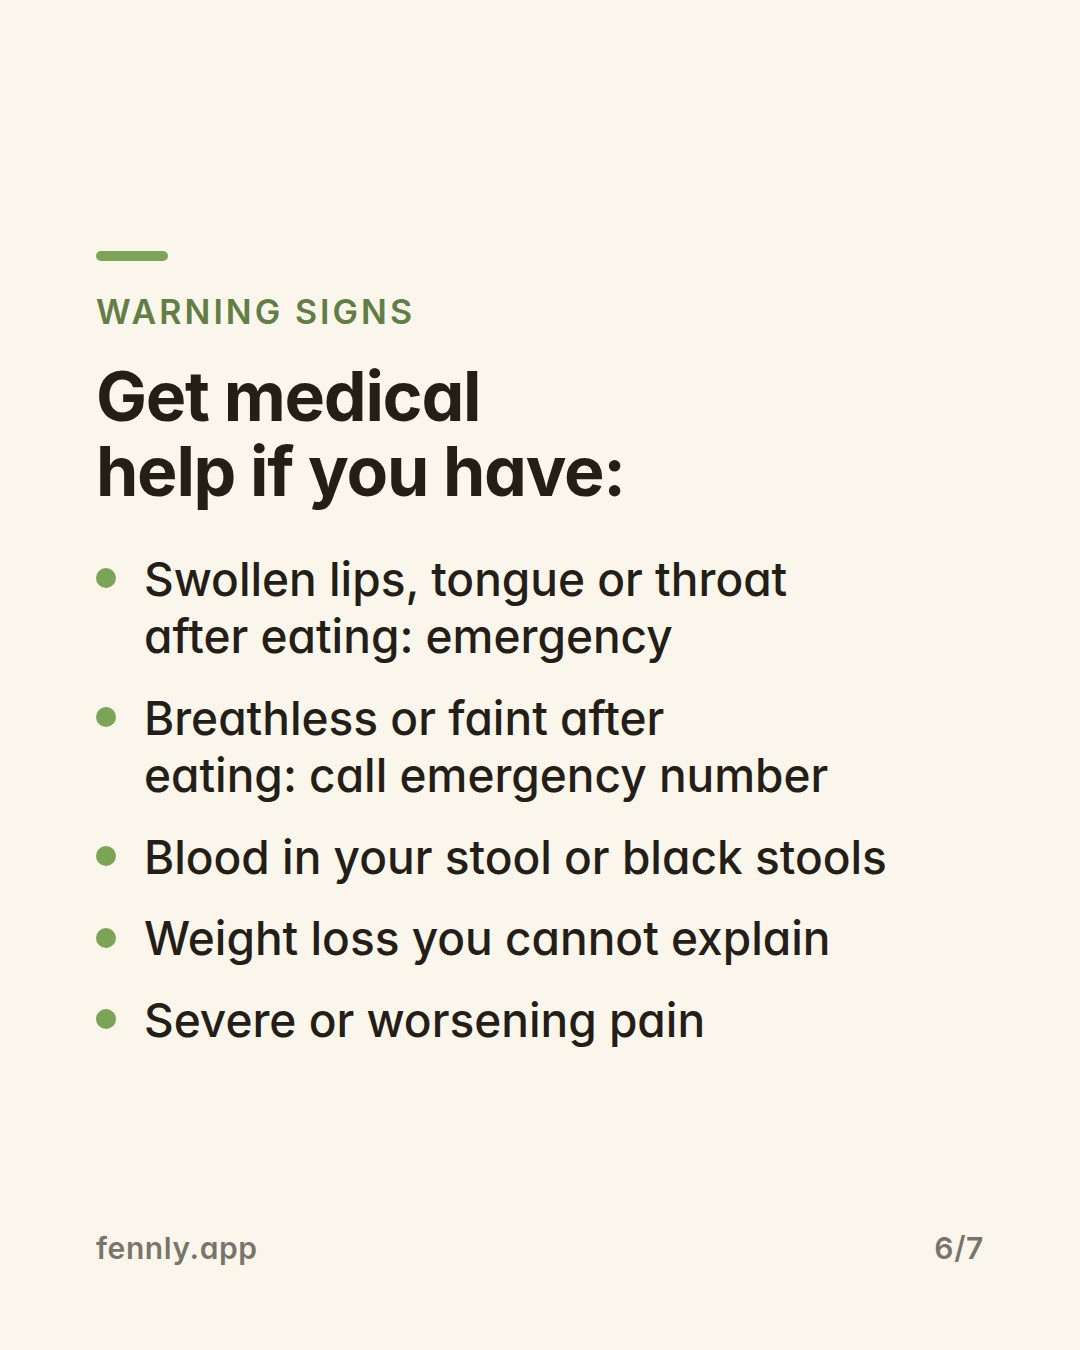 WARNING SIGNS
Get medical
help if you have:
Swollen lips, tongue or throat
after eating: emergency
Breathless or faint after
eating: call emergency number
Blood in your stool or black stools
Weight loss you cannot explain
Severe or worsening pain
fennly.app
6/7